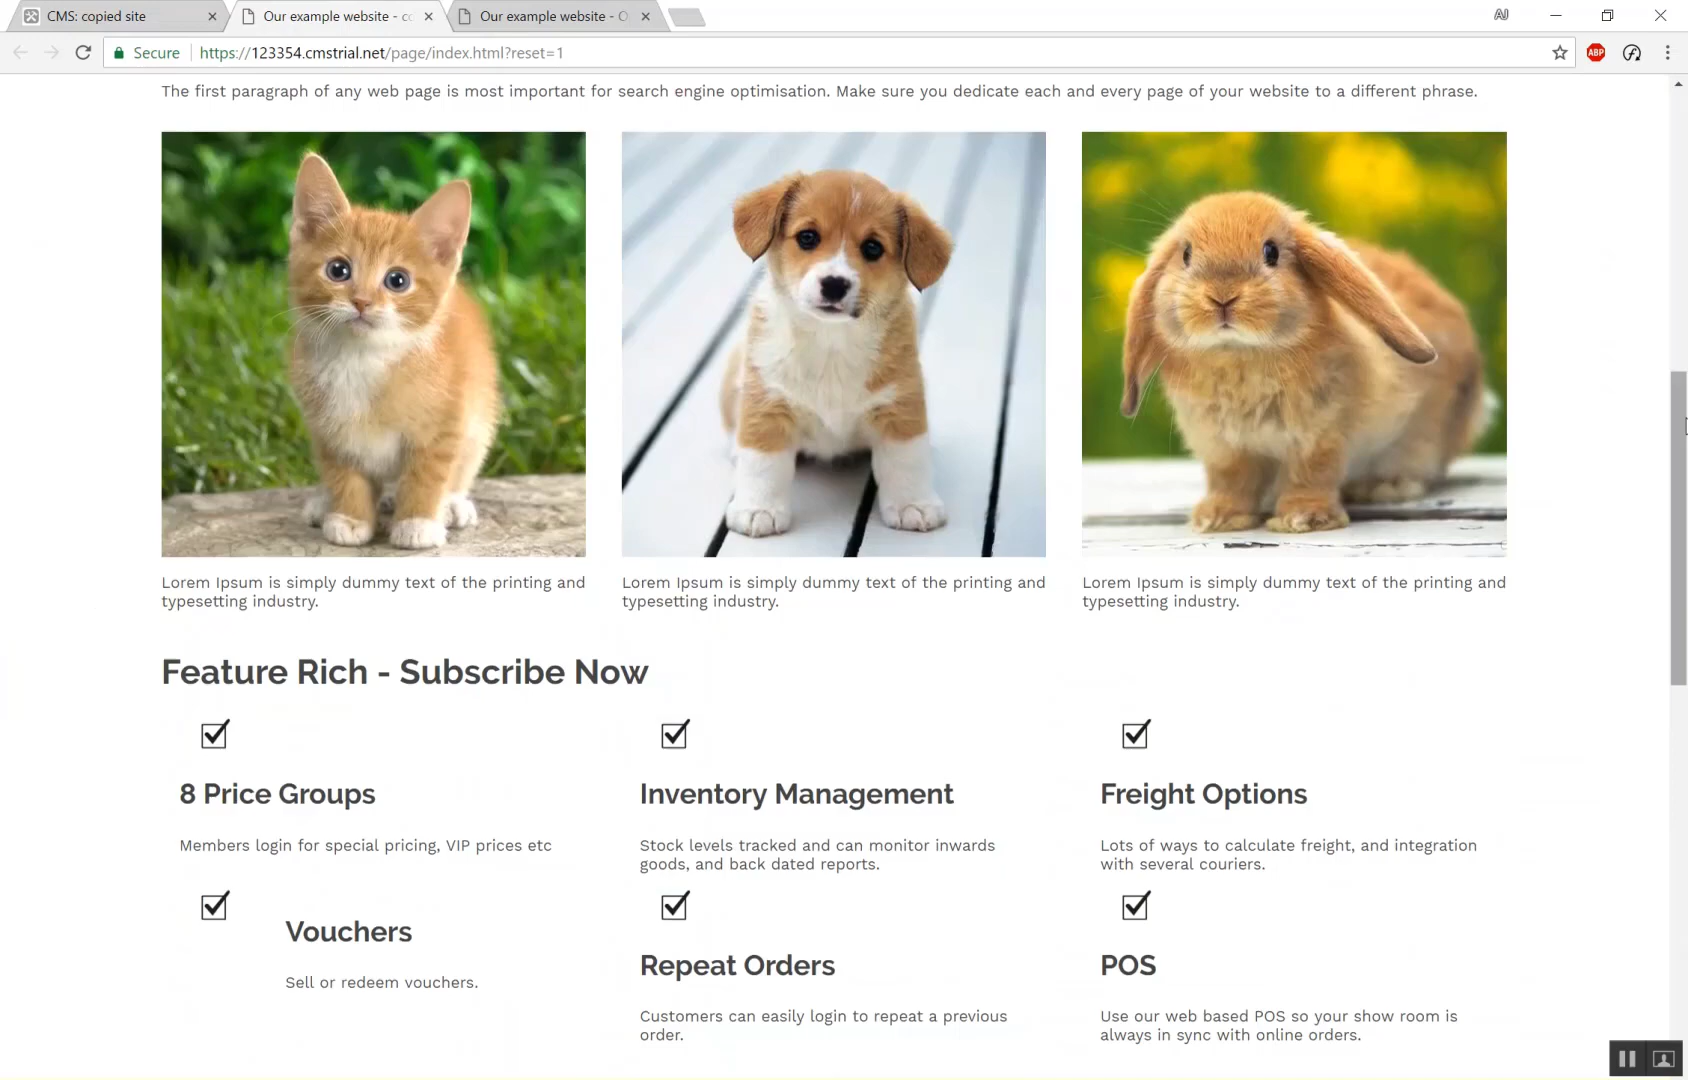 CMS: copied site
Our example website - co
Our example website - O
AJ
Secure https://123354.cmstrial.net/page/index.html?reset=1
ABP
The first paragraph of any web page is most important for search engine optimisation. Make sure you dedicate each and every page of your website to a different phrase.
Lorem Ipsum is simply dummy text of the printing and
typesetting industry.
Lorem Ipsum is simply dummy text of the printing and
typesetting industry.
Lorem Ipsum is simply dummy text of the printing and
typesetting industry.
Feature Rich - Subscribe Now
8 Price Groups
Members login for special pricing, VIP prices etc
Inventory Management
Stock levels tracked and can monitor inwards
goods, and back dated reports.
Freight Options
Lots of ways to calculate freight, and integration
with several couriers.
Vouchers
Sell or redeem vouchers.
Repeat Orders
Customers can easily login to repeat a previous
order.
POS
Use our web based POS so your show room is
always in sync with online orders.